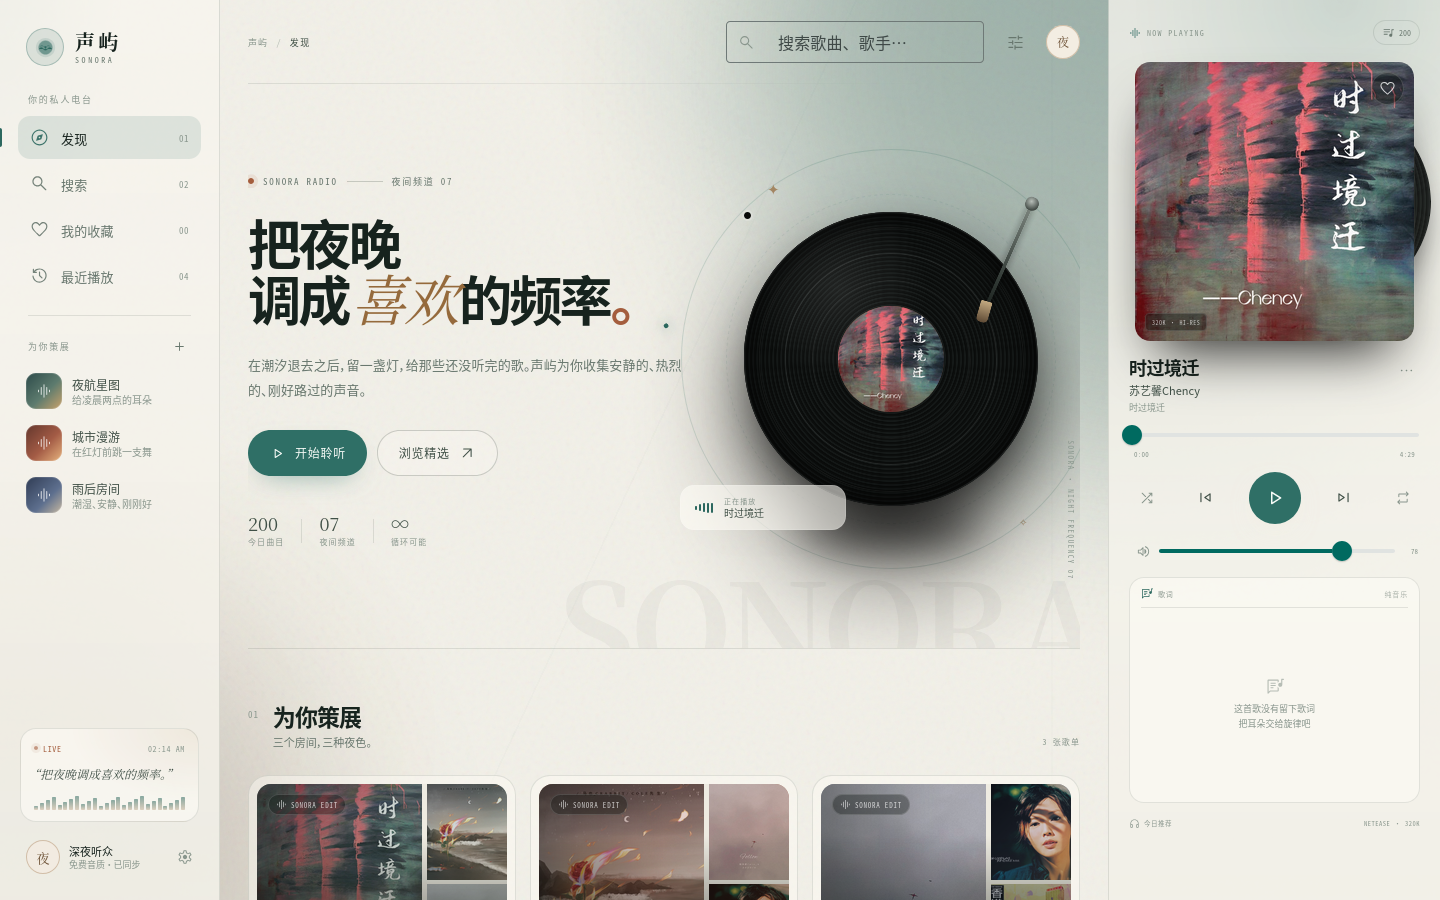 声屿
SONORA
你的私人电台
发现 01
搜索 02
我的收藏 00
最近播放 04
为你策展
夜航星图
给凌晨两点的耳朵
城市漫游
在红灯前跳一支舞
雨后房间
潮湿、安静、刚刚好
LIVE 02:14 AM
“把夜晚调成喜欢的频率。”
夜
深夜听众
免费音质・已同步
声屿 / 发现
搜索歌曲、歌手…
夜
SONORA RADIO 夜间频道 07
把夜晚
调成喜欢的频率。
在潮汐退去之后，留一盏灯，给那些还没听完的歌。声屿为你收集安静的、热烈
的、刚好路过的声音。
开始聆听
浏览精选
200
今日曲目
07
夜间频道
∞
循环可能
时过境迁
——Chency
正在播放
时过境迁
SONORA · NIGHT FREQUENCY 07
SONORA
01 为你策展
三个房间，三种夜色。
3 张歌单
SONORA EDIT
时过境
SONORA EDIT
SONORA EDIT
NOW PLAYING
200
时过境迁
——Chency
320K · HI-RES
时过境迁
苏艺馨Chency
时过境迁
0:00 4:29
78
歌词 纯音乐
这首歌没有留下歌词
把耳朵交给旋律吧
今日推荐
NETEASE · 320K